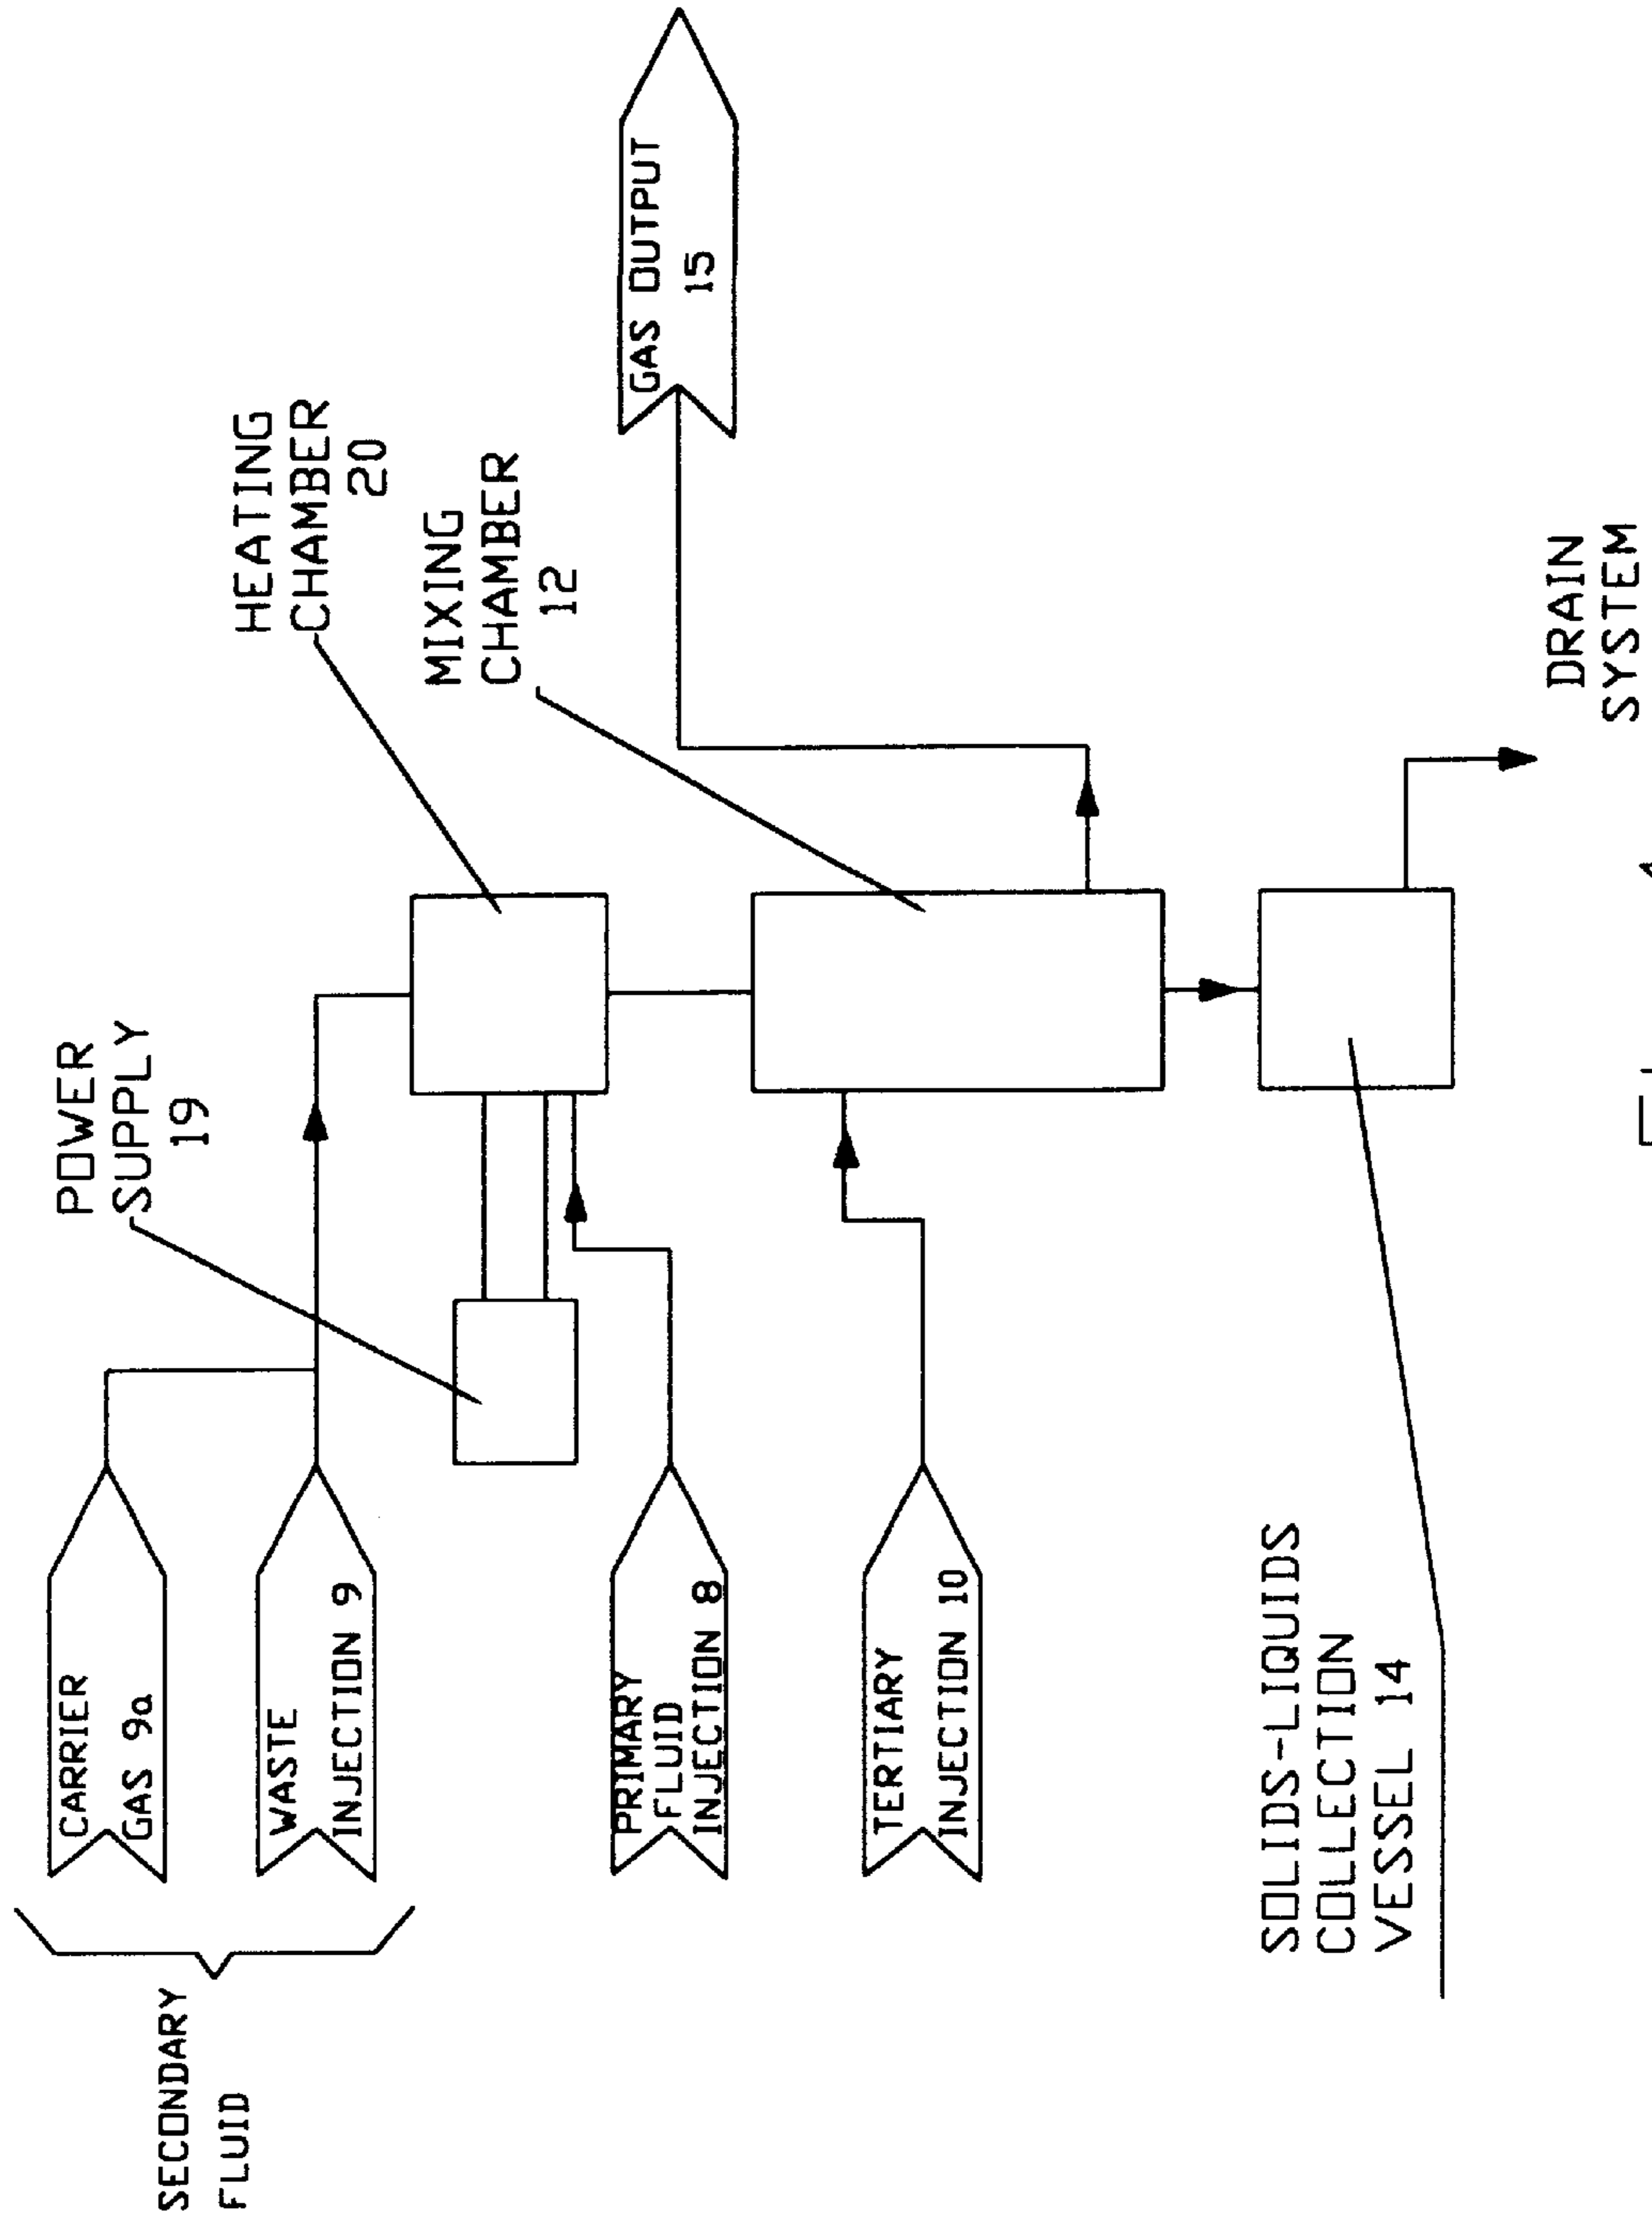 SECONDARY
FLUID
CARRIER
GAS 9a
WASTE
INJECTION 9
PRIMARY
FLUID
INJECTION 8
TERTIARY
INJECTION 10
SOLIDS-LIQUIDS
COLLECTION
VESSEL 14
POWER
SUPPLY
19
HEATING
CHAMBER
20
MIXING
CHAMBER
12
GAS OUTPUT
15
DRAIN
SYSTEM